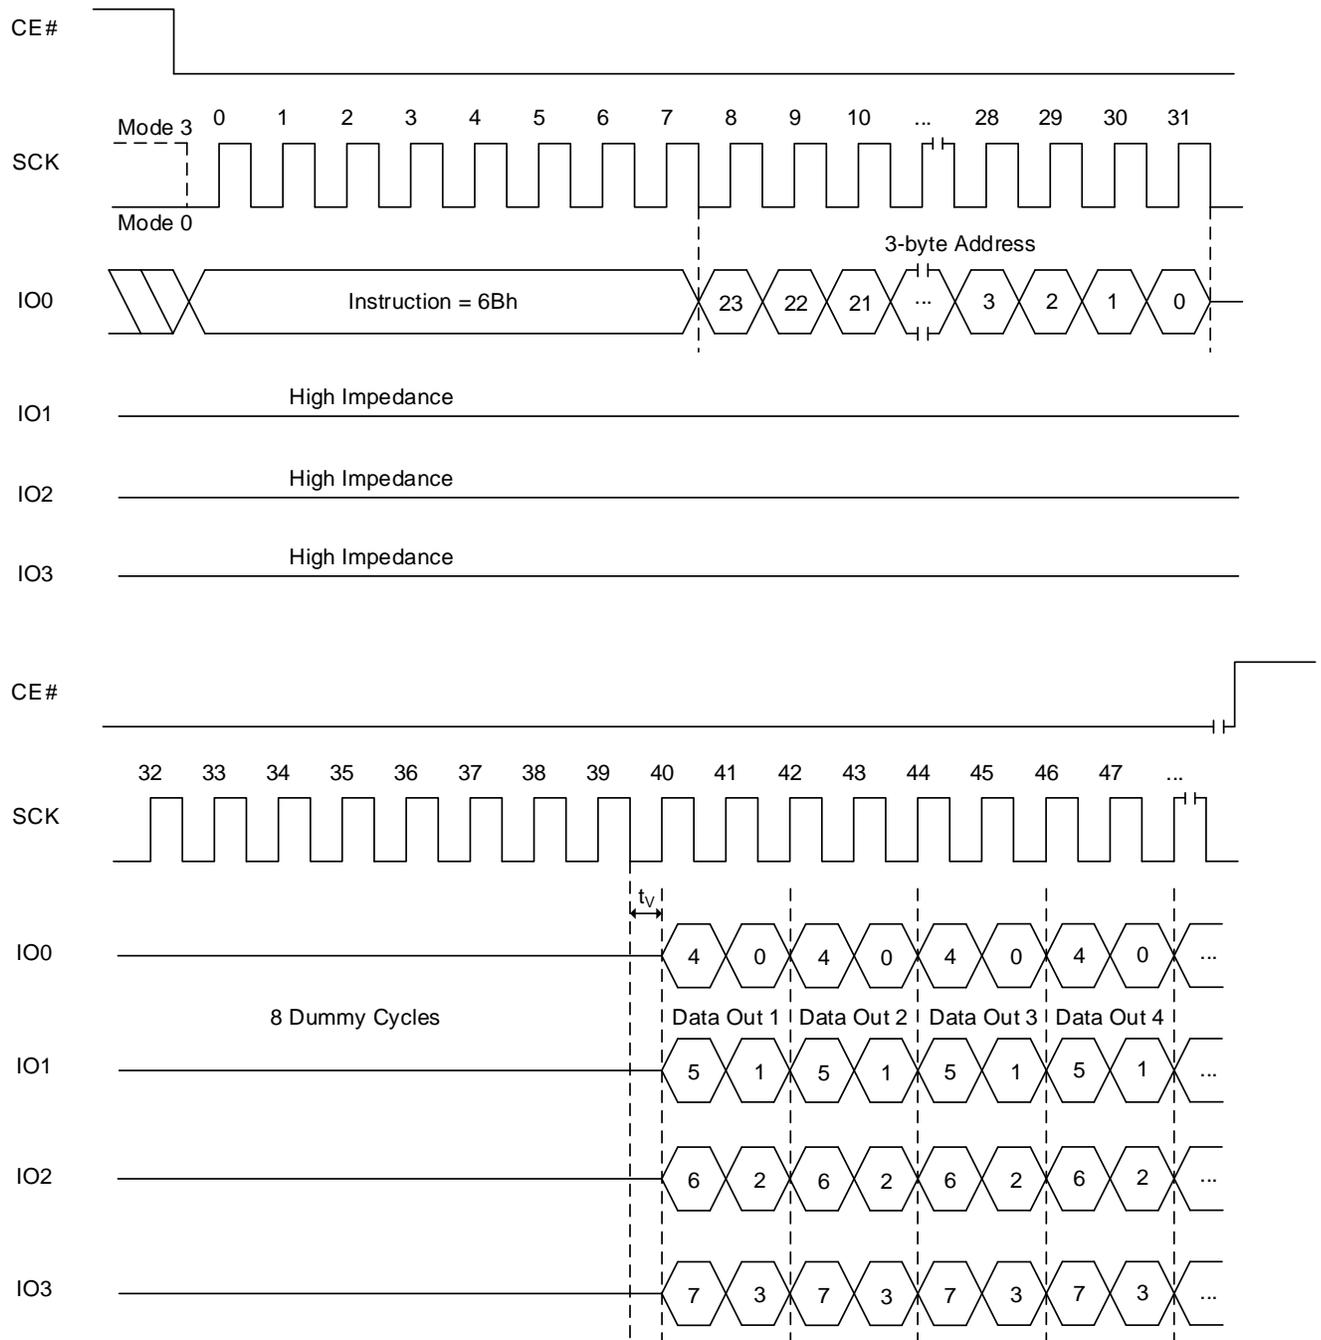 CE#
Mode 3 0 1 2 3 4 5 6 7 8 9 10 ... 28 29 30 31
SCK
Mode 0
3-byte Address
IO0 Instruction = 6Bh 23 22 21 ... 3 2 1 0
High Impedance
IO1
High Impedance
IO2
High Impedance
IO3
CE#
32 33 34 35 36 37 38 39 40 41 42 43 44 45 46 47 ...
SCK
tV
IO0 4 0 4 0 4 0 4 0 ...
8 Dummy Cycles Data Out 1 Data Out 2 Data Out 3 Data Out 4
IO1 5 1 5 1 5 1 5 1 ...
IO2 6 2 6 2 6 2 6 2 ...
IO3 7 3 7 3 7 3 7 3 ...